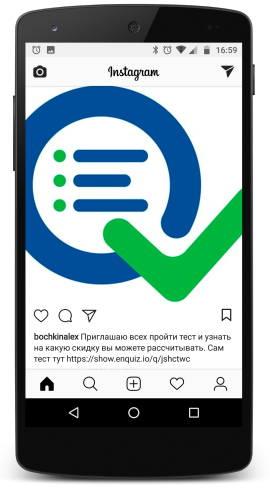 16:59
Instagram
bochkinalex Приглашаю всех пройти тест и узнать
на какую скидку вы можете рассчитывать. Сам
тест тут https://show.enquiz.io/q/jshctwc